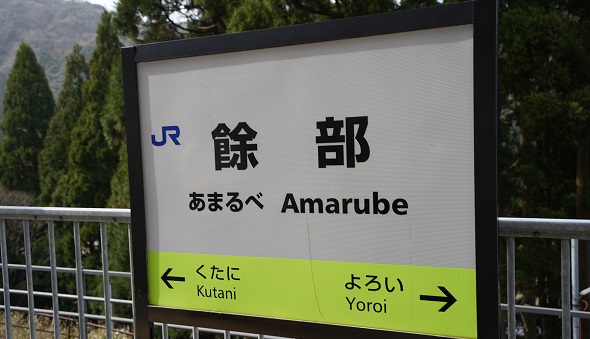 JR
餘部
あまるべ Amarube
← くたに よろい →
Kutani Yoroi